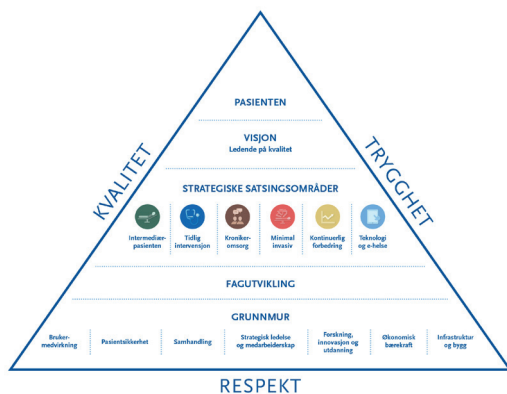 PASIENTEN
VISJON
Ledende på kvalitet
KVALITET
TRYGGHET
STRATEGISKE SATSINGSOMRÅDER
Intermediær-
pasienten
Tidlig
intervensjon
Kroniker-
omsorg
Minimal
invasiv
Kontinuerlig
forbedring
Teknologi
og e-helse
FAGUTVIKLING
GRUNNMUR
Bruker-
medvirkning
Pasientsikkerhet
Samhandling
Strategisk ledelse
og medarbeiderskap
Forskning,
innovasjon og
utdanning
Økonomisk
bærekraft
Infrastruktur
og bygg
RESPEKT